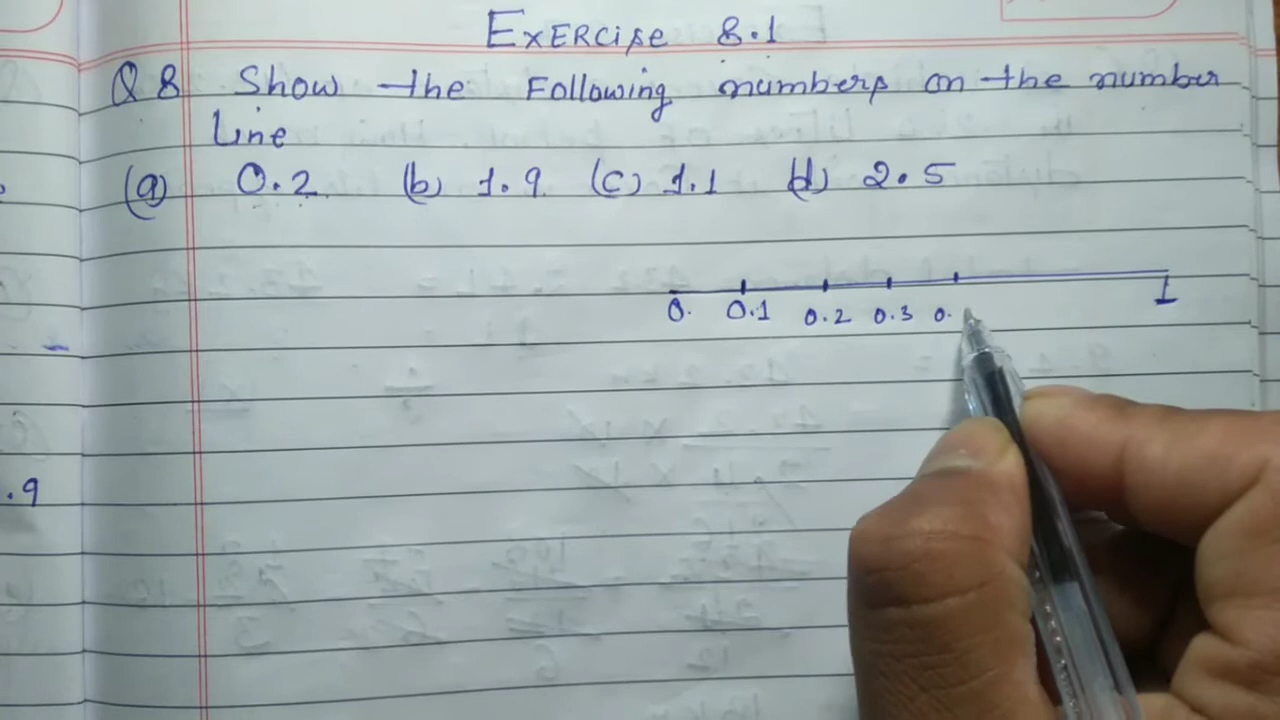 Exercise 8.1
Q 8 Show the Following numbers on the number
Line
(a) 0.2 (b) 1.9 (c) 1.1 (d) 2.5
0. 0.1 0.2 0.3 0. 1
.9